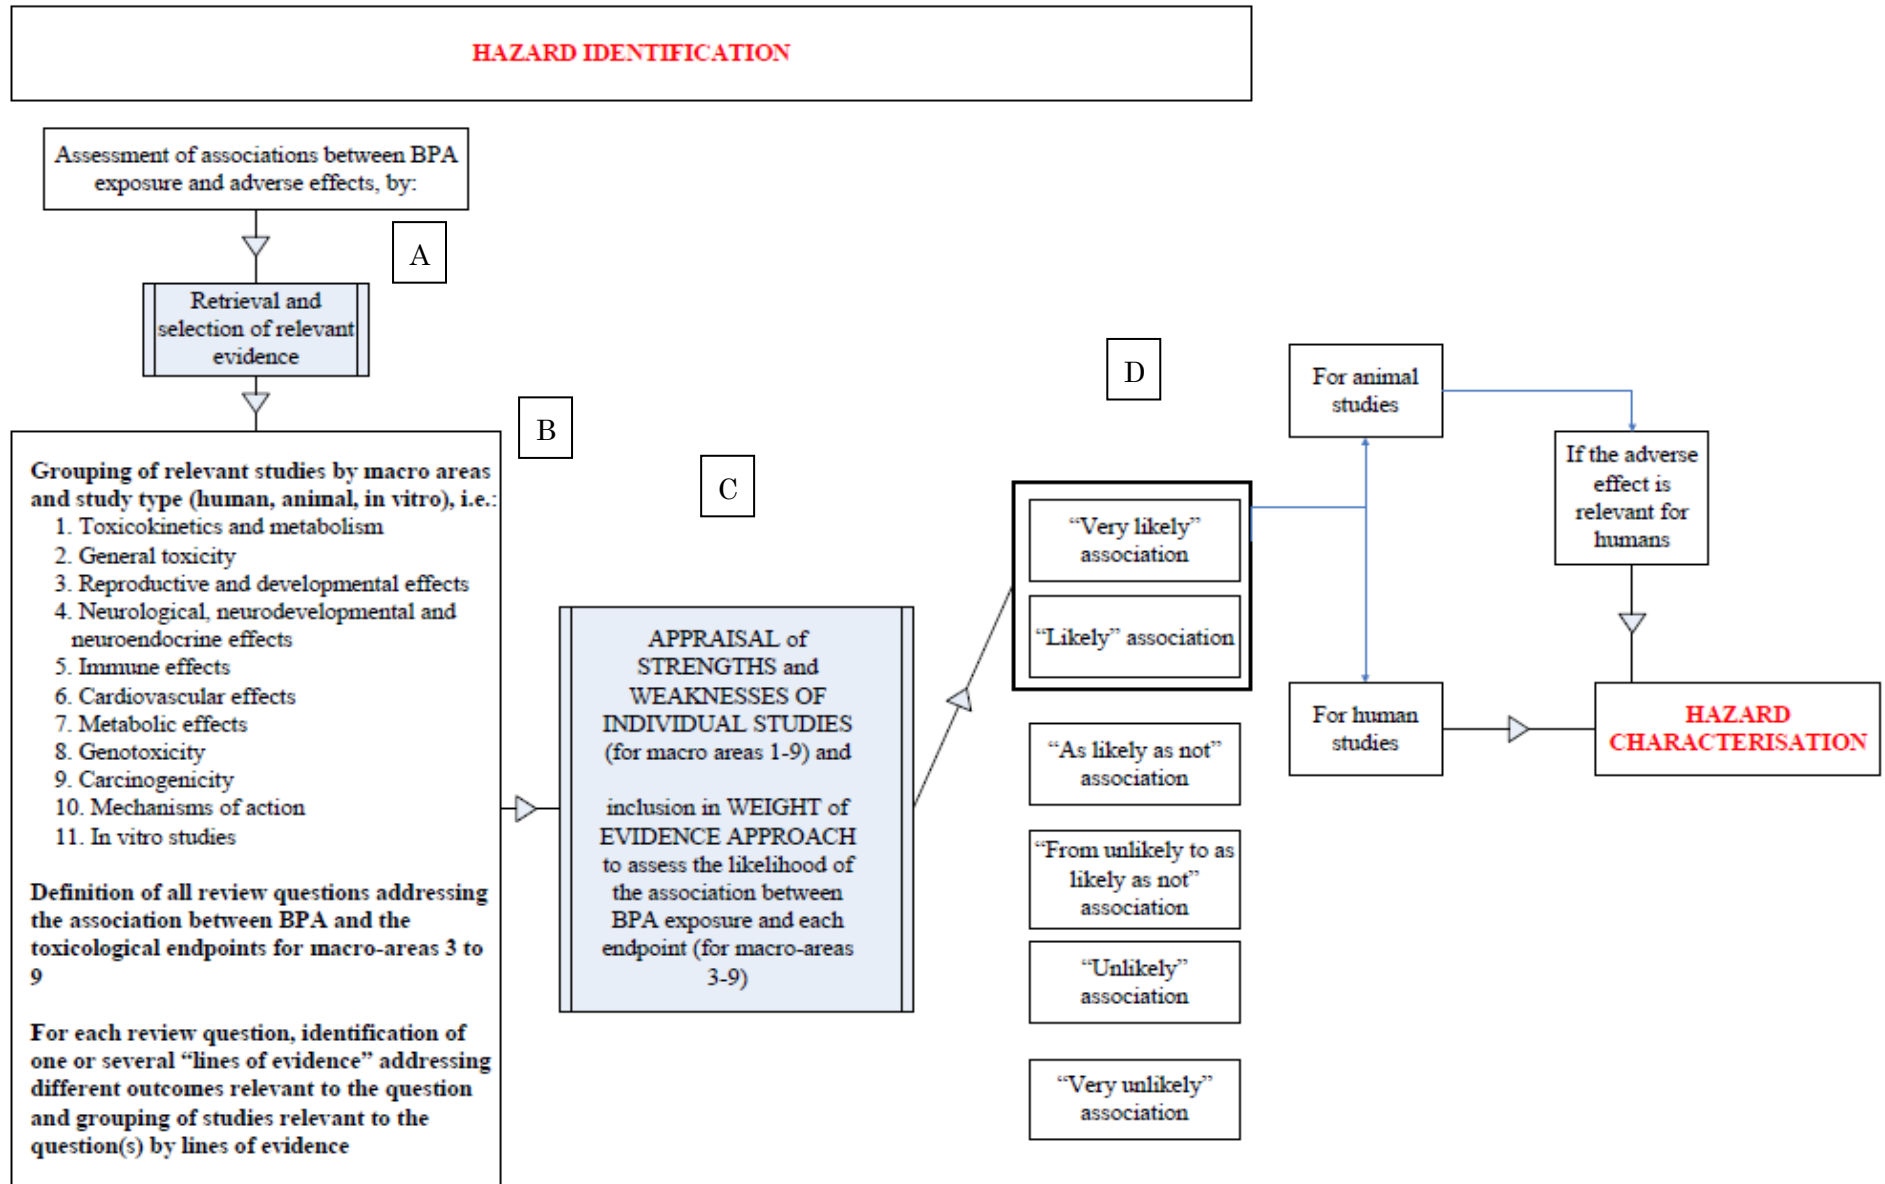 HAZARD IDENTIFICATION
Assessment of associations between BPA
exposure and adverse effects, by:
A
Retrieval and
selection of relevant
evidence
B
Grouping of relevant studies by macro areas
and study type (human, animal, in vitro), i.e.:
1. Toxicokinetics and metabolism
2. General toxicity
3. Reproductive and developmental effects
4. Neurological, neurodevelopmental and
neuroendocrine effects
5. Immune effects
6. Cardiovascular effects
7. Metabolic effects
8. Genotoxicity
9. Carcinogenicity
10. Mechanisms of action
11. In vitro studies
Definition of all review questions addressing
the association between BPA and the
toxicological endpoints for macro-areas 3 to
9
For each review question, identification of
one or several “lines of evidence” addressing
different outcomes relevant to the question
and grouping of studies relevant to the
question(s) by lines of evidence
C
APPRAISAL of
STRENGTHS and
WEAKNESSES OF
INDIVIDUAL STUDIES
(for macro areas 1-9) and
inclusion in WEIGHT of
EVIDENCE APPROACH
to assess the likelihood of
the association between
BPA exposure and each
endpoint (for macro-areas
3-9)
D
“Very likely”
association
“Likely” association
“As likely as not”
association
“From unlikely to as
likely as not”
association
“Unlikely”
association
“Very unlikely”
association
For animal
studies
If the adverse
effect is
relevant for
humans
For human
studies
HAZARD
CHARACTERISATION